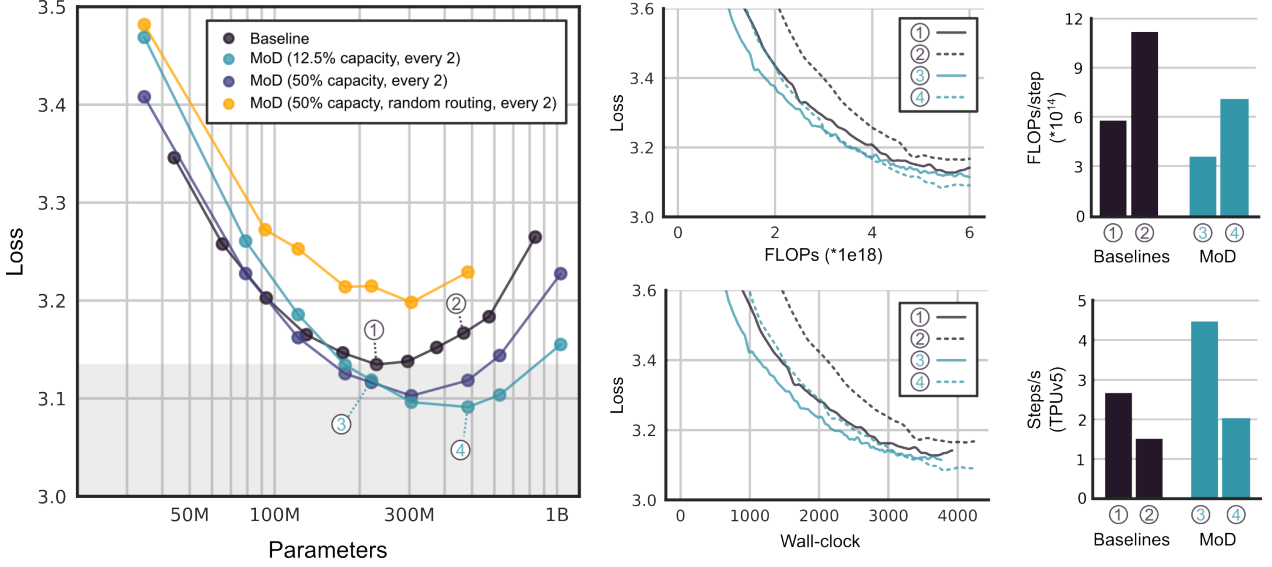 3.5
3.4
3.3
3.2
3.1
3.0
Loss
Baseline
MoD (12.5% capacity, every 2)
MoD (50% capacity, every 2)
MoD (50% capacty, random routing, every 2)
1
2
3
4
50M
100M
300M
1B
Parameters
3.6
3.4
3.2
3.0
Loss
1
2
3
4
0
2
4
6
FLOPs (*1e18)
3.6
3.4
3.2
3.0
Loss
1
2
3
4
0
1000
2000
3000
4000
Wall-clock
12
9
6
3
0
FLOPs/step
(*10¹⁴)
1 2 3 4
Baselines MoD
5
4
3
2
1
0
Steps/s
(TPUv5)
1 2 3 4
Baselines MoD